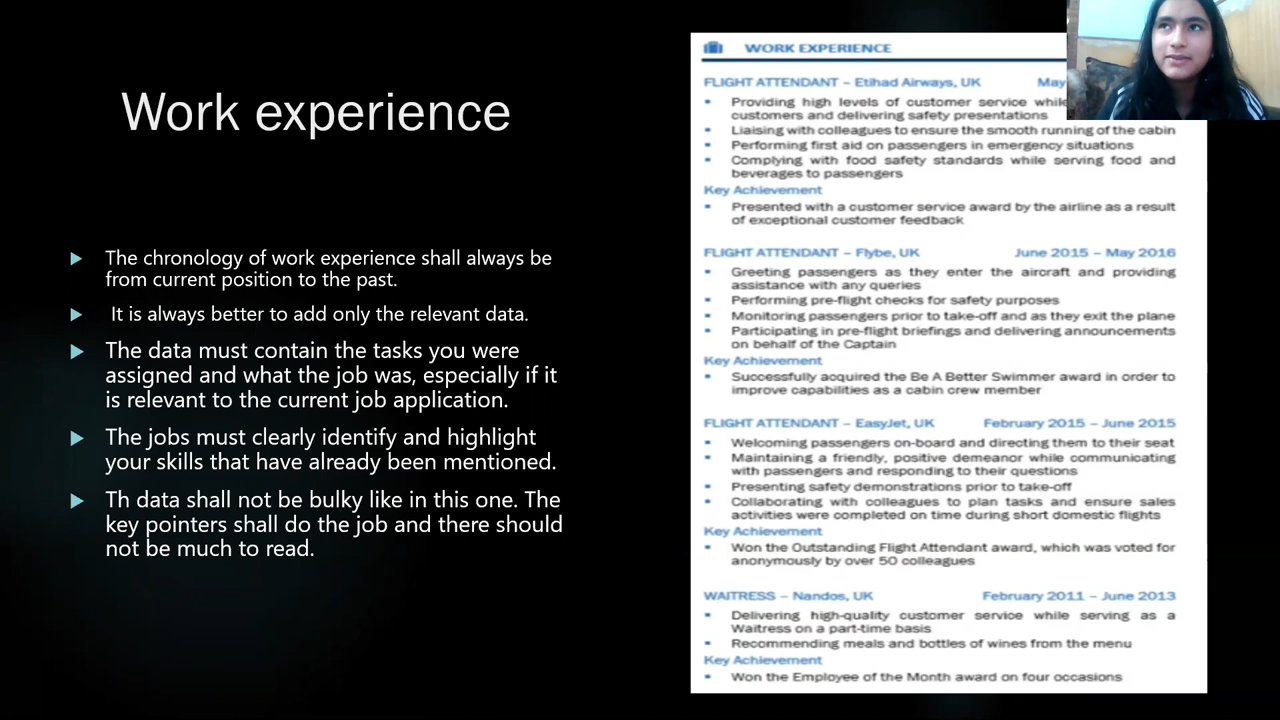 Work experience
The chronology of work experience shall always be
from current position to the past.
It is always better to add only the relevant data.
The data must contain the tasks you were
assigned and what the job was, especially if it
is relevant to the current job application.
The jobs must clearly identify and highlight
your skills that have already been mentioned.
Th data shall not be bulky like in this one. The
key pointers shall do the job and there should
not be much to read.
WORK EXPERIENCE
FLIGHT ATTENDANT – Etihad Airways, UK May
Providing high levels of customer service while
customers and delivering safety presentations
Liaising with colleagues to ensure the smooth running of the cabin
Performing first aid on passengers in emergency situations
Complying with food safety standards while serving food and
beverages to passengers
Key Achievement
Presented with a customer service award by the airline as a result
of exceptional customer feedback
FLIGHT ATTENDANT – Flybe, UK June 2015 – May 2016
Greeting passengers as they enter the aircraft and providing
assistance with any queries
Performing pre-flight checks for safety purposes
Monitoring passengers prior to take-off and as they exit the plane
Participating in pre-flight briefings and delivering announcements
on behalf of the Captain
Key Achievement
Successfully acquired the Be A Better Swimmer award in order to
improve capabilities as a cabin crew member
FLIGHT ATTENDANT – EasyJet, UK February 2015 – June 2015
Welcoming passengers on-board and directing them to their seat
Maintaining a friendly, positive demeanor while communicating
with passengers and responding to their questions
Presenting safety demonstrations prior to take-off
Collaborating with colleagues to plan tasks and ensure sales
activities were completed on time during short domestic flights
Key Achievement
Won the Outstanding Flight Attendant award, which was voted for
anonymously by over 50 colleagues
WAITRESS – Nandos, UK February 2011 – June 2013
Delivering high-quality customer service while serving as a
Waitress on a part-time basis
Recommending meals and bottles of wines from the menu
Key Achievement
Won the Employee of the Month award on four occasions